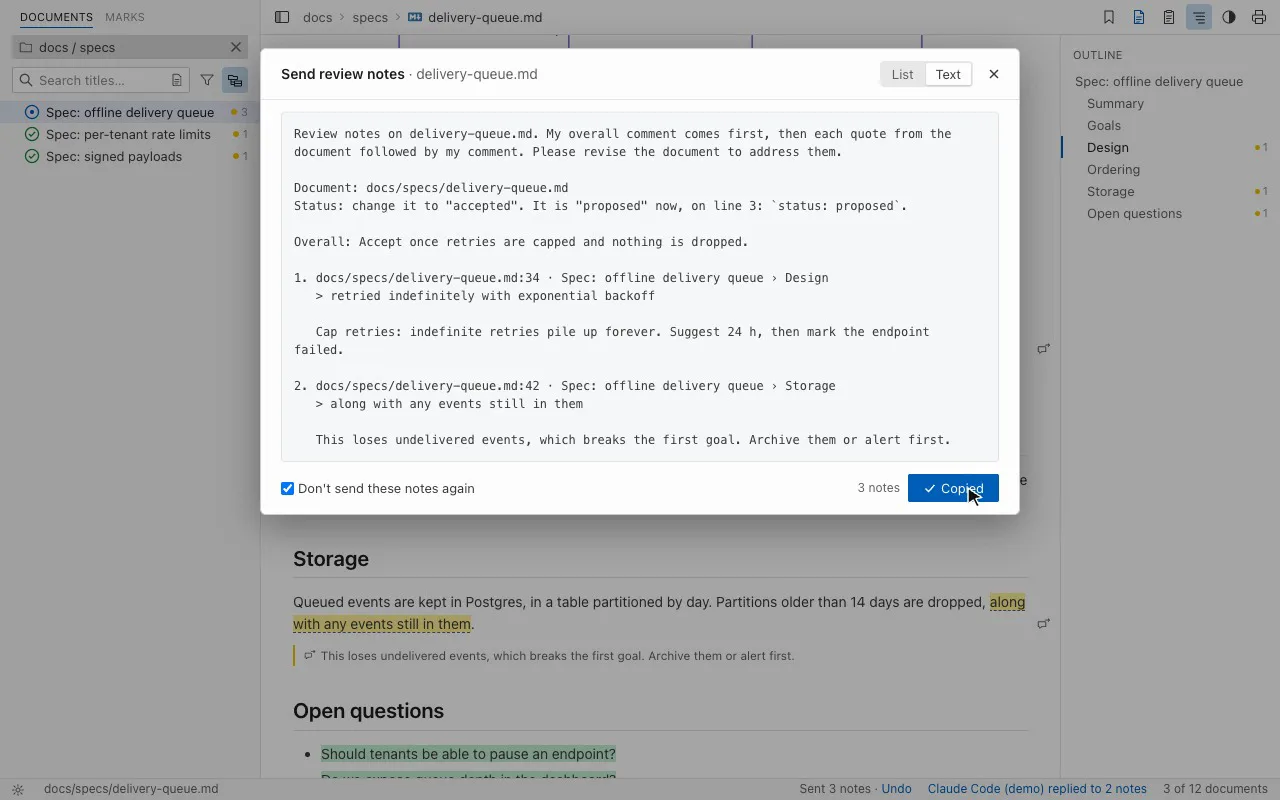 DOCUMENTS MARKS
docs / specs
Search titles...
Spec: offline delivery queue 3
Spec: per-tenant rate limits 1
Spec: signed payloads 1
docs › specs › delivery-queue.md
Send review notes · delivery-queue.md
List Text
Review notes on delivery-queue.md. My overall comment comes first, then each quote from the
document followed by my comment. Please revise the document to address them.
Document: docs/specs/delivery-queue.md
Status: change it to "accepted". It is "proposed" now, on line 3: `status: proposed`.
Overall: Accept once retries are capped and nothing is dropped.
1. docs/specs/delivery-queue.md:34 · Spec: offline delivery queue › Design
> retried indefinitely with exponential backoff
Cap retries: indefinite retries pile up forever. Suggest 24 h, then mark the endpoint
failed.
2. docs/specs/delivery-queue.md:42 · Spec: offline delivery queue › Storage
> along with any events still in them
This loses undelivered events, which breaks the first goal. Archive them or alert first.
Don't send these notes again
3 notes
Copied
Storage
Queued events are kept in Postgres, in a table partitioned by day. Partitions older than 14 days are dropped, along
with any events still in them.
This loses undelivered events, which breaks the first goal. Archive them or alert first.
Open questions
• Should tenants be able to pause an endpoint?
Do we expose queue depth in the dashboard?
OUTLINE
Spec: offline delivery queue
Summary
Goals
Design 1
Ordering
Storage 1
Open questions 1
docs/specs/delivery-queue.md
Sent 3 notes · Undo
Claude Code (demo) replied to 2 notes
3 of 12 documents